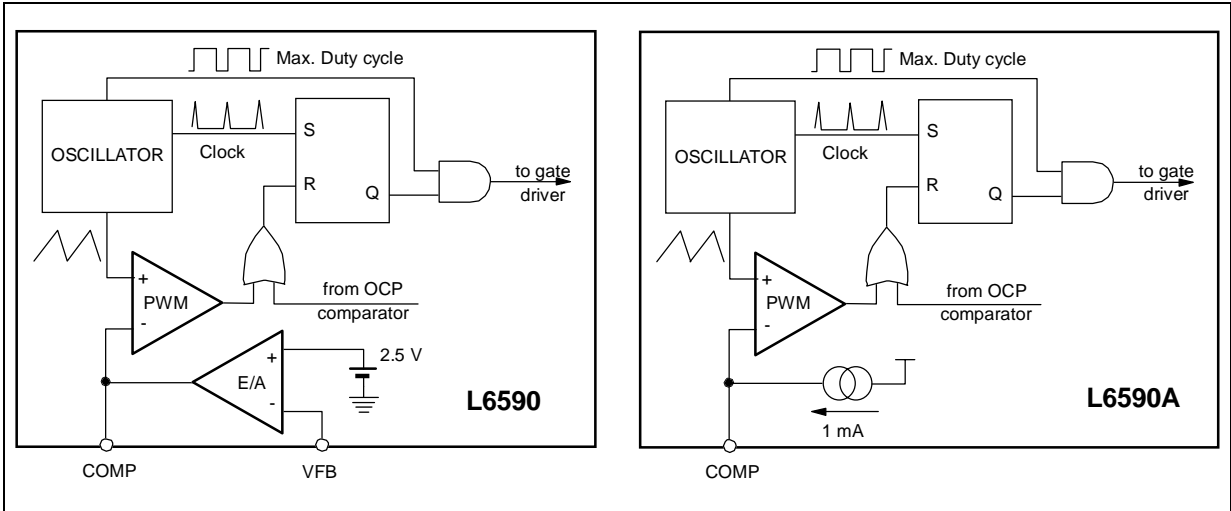 Max. Duty cycle
OSCILLATOR
Clock
S
R
Q
to gate
driver
+
PWM
-
from OCP
comparator
+
E/A
-
2.5 V
L6590
COMP
VFB
Max. Duty cycle
OSCILLATOR
Clock
S
R
Q
to gate
driver
+
PWM
-
from OCP
comparator
1 mA
L6590A
COMP